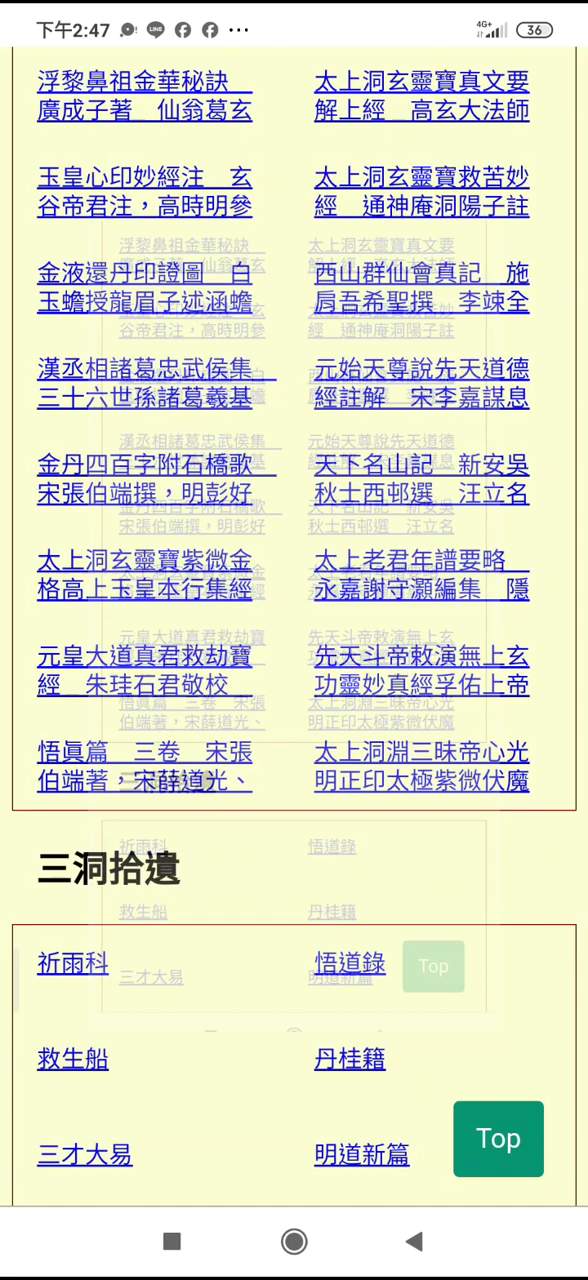 下午2:47
4G+
36
浮黎鼻祖金華秘訣
廣成子著 仙翁葛玄
太上洞玄靈寶真文要
解上經 高玄大法師
玉皇心印妙經注 玄
谷帝君注，高時明參
太上洞玄靈寶救苦妙
經 通神庵洞陽子註
金液還丹印證圖 白
玉蟾授龍眉子述涵蟾
西山群仙會真記 施
肩吾希聖撰 李竦全
漢丞相諸葛忠武侯集
三十六世孫諸葛羲基
元始天尊說先天道德
經註解 宋李嘉謀息
金丹四百字附石橋歌
宋張伯端撰，明彭好
天下名山記 新安吳
秋士西邨選 汪立名
太上洞玄靈寶紫微金
格高上玉皇本行集經
太上老君年譜要略
永嘉謝守灝編集 隱
元皇大道真君救劫寶
經 朱珪石君敬校
先天斗帝敕演無上玄
功靈妙真經孚佑上帝
悟眞篇 三卷 宋張
伯端著，宋薛道光、
太上洞淵三昧帝心光
明正印太極紫微伏魔
三洞拾遺
祈雨科
悟道錄
救生船
丹桂籍
三才大易
明道新篇
Top